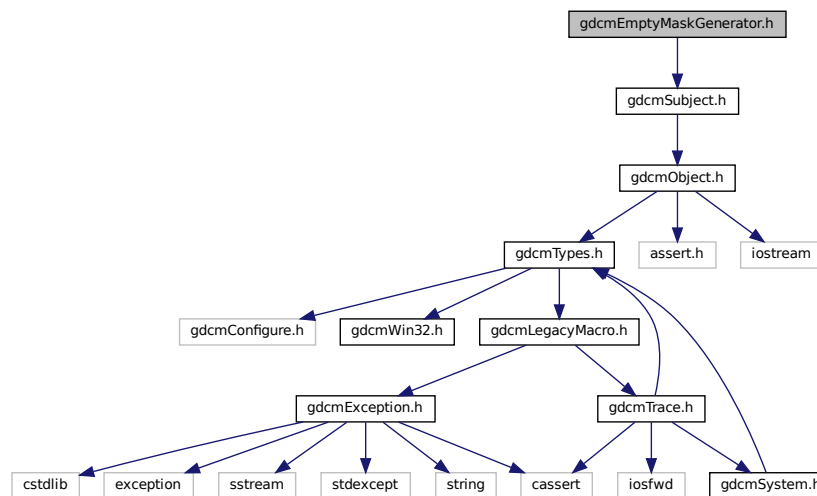 gdcmEmptyMaskGenerator.h
gdcmSubject.h
gdcmObject.h
gdcmTypes.h
assert.h
iostream
gdcmConfigure.h
gdcmWin32.h
gdcmLegacyMacro.h
gdcmException.h
gdcmTrace.h
cstdlib
exception
sstream
stdexcept
string
cassert
iosfwd
gdcmSystem.h